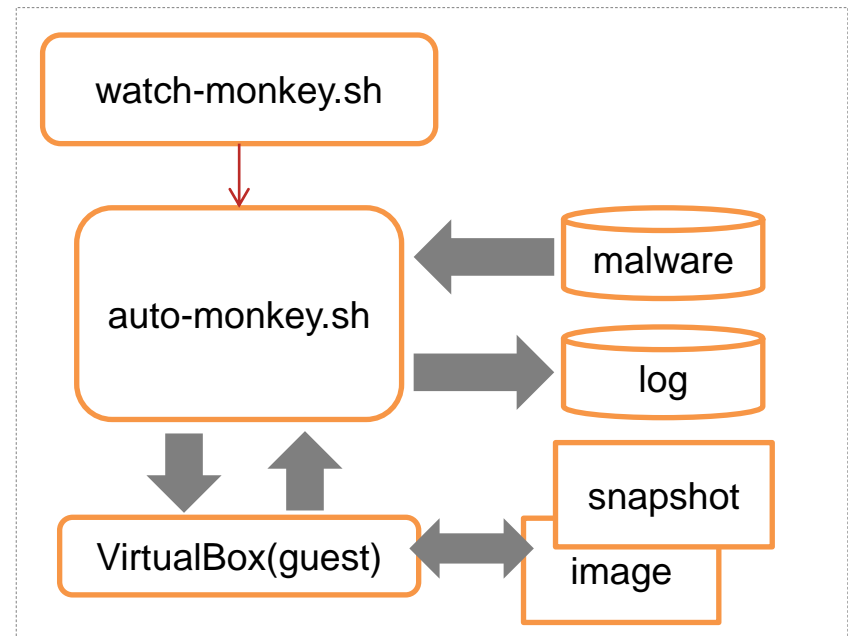 watch-monkey.sh
auto-monkey.sh
malware
log
VirtualBox(guest)
snapshot
image